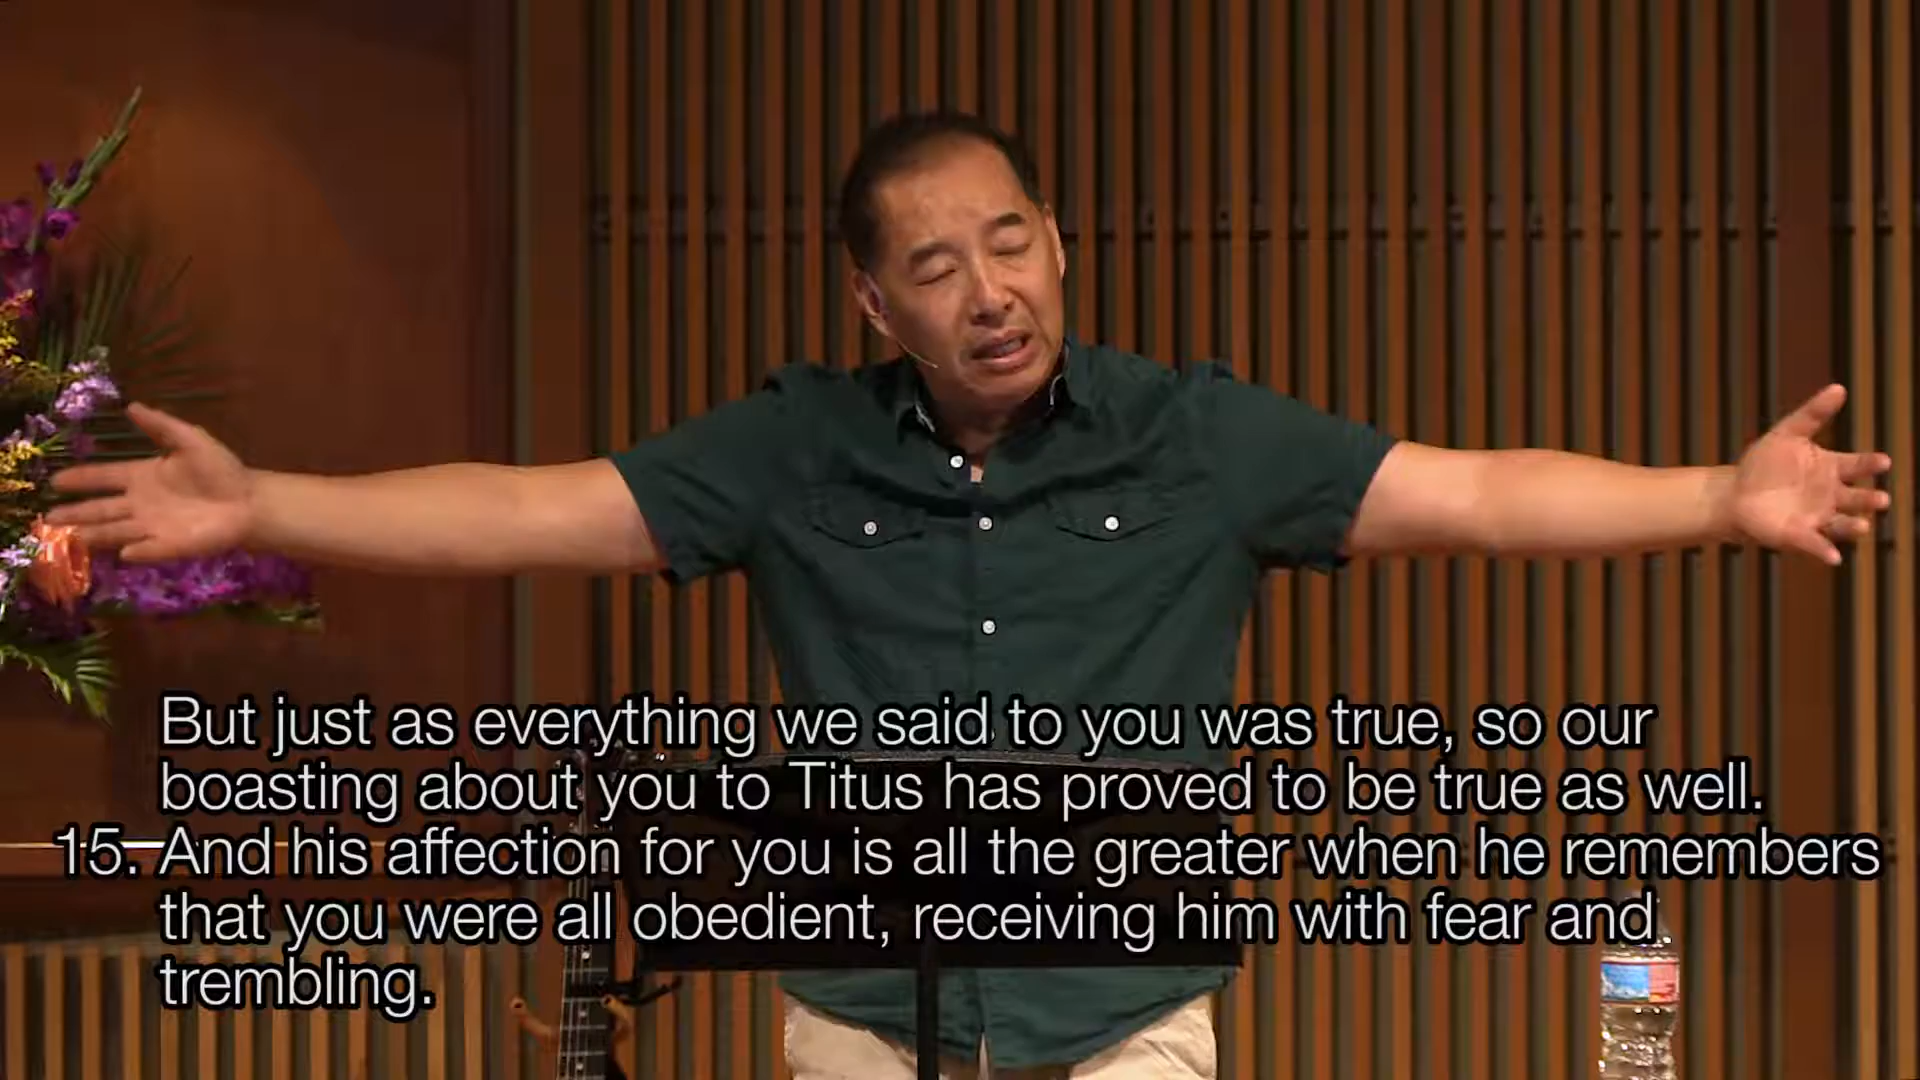 But just as everything we said to you was true, so our
boasting about you to Titus has proved to be true as well.
15. And his affection for you is all the greater when he remembers
that you were all obedient, receiving him with fear and
trembling.